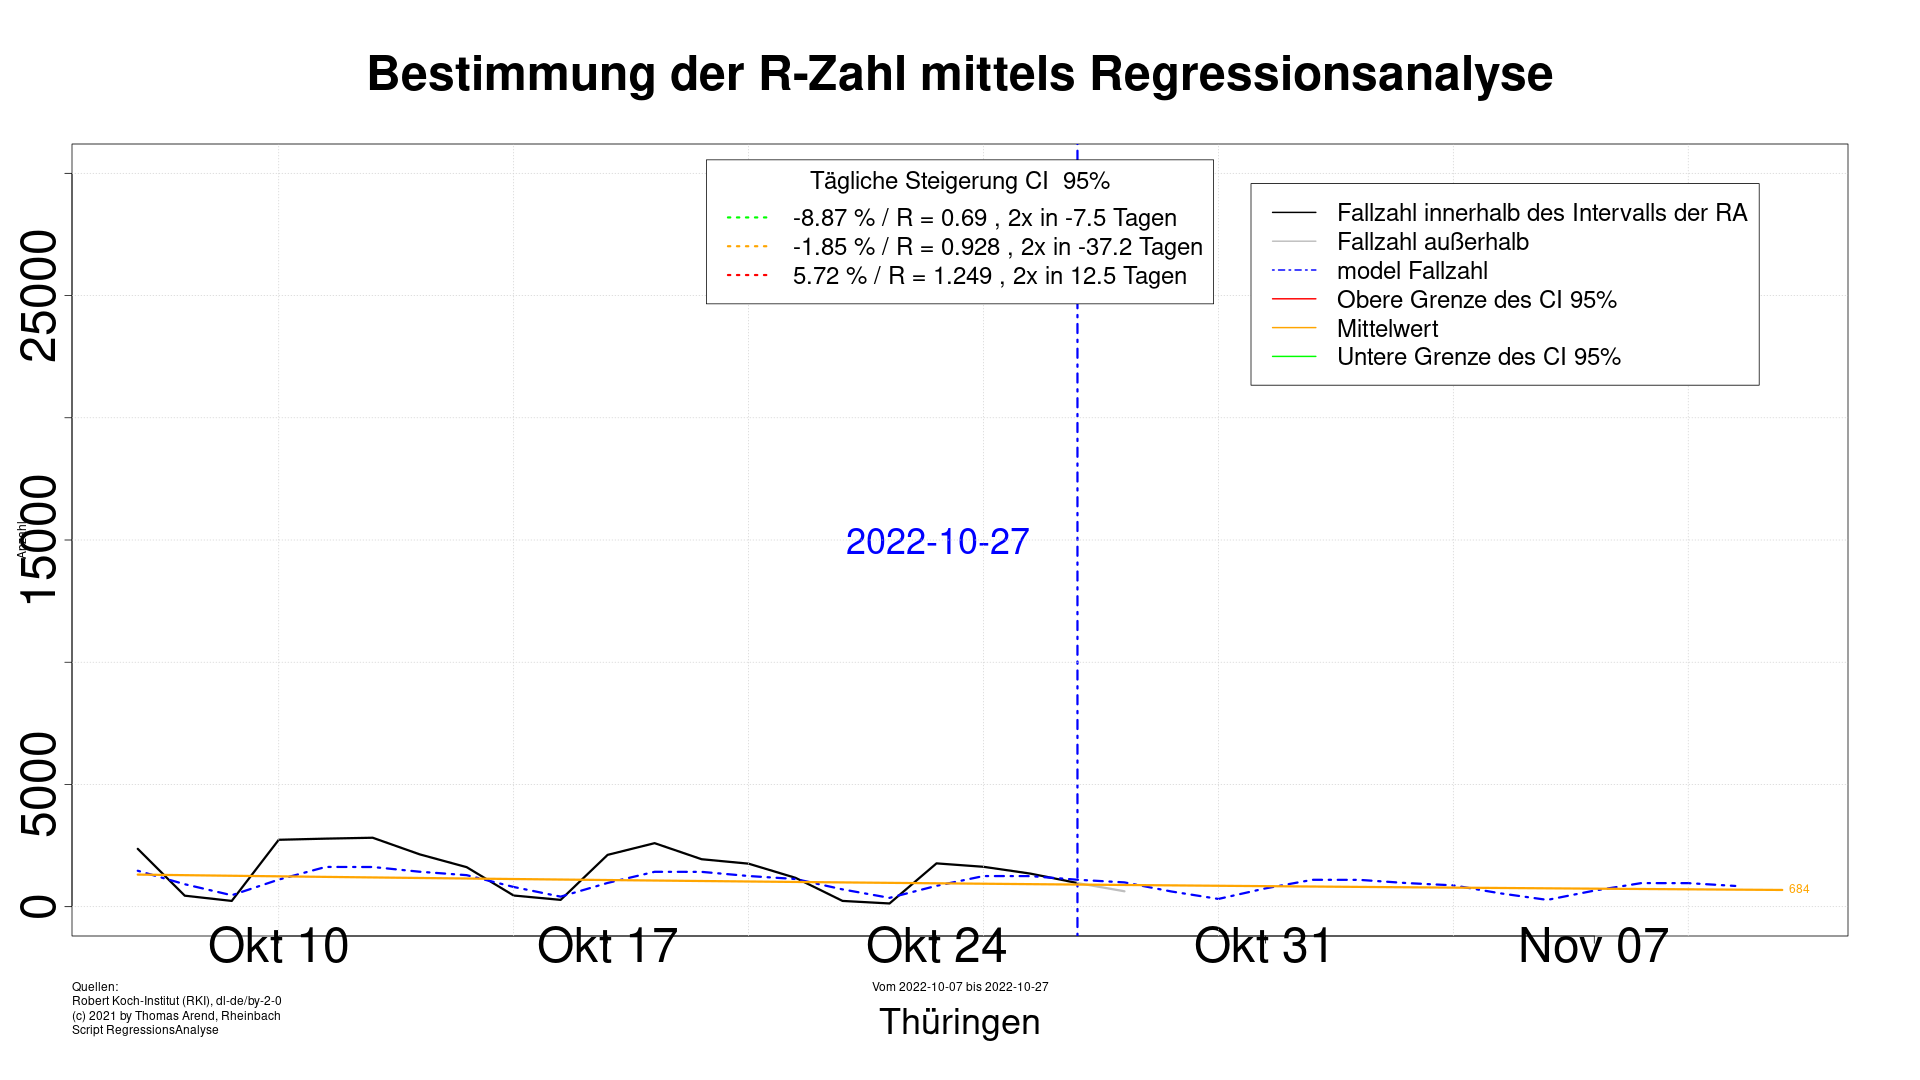 Bestimmung der R-Zahl mittels Regressionsanalyse
Tägliche Steigerung CI  95%
-8.87 % / R = 0.69 , 2x in -7.5 Tagen
-1.85 % / R = 0.928 , 2x in -37.2 Tagen
5.72 % / R = 1.249 , 2x in 12.5 Tagen
Fallzahl innerhalb des Intervalls der RA
Fallzahl außerhalb
model Fallzahl
Obere Grenze des CI 95%
Mittelwert
Untere Grenze des CI 95%
25000
15000
5000
0
Anzahl
2022-10-27
684
Okt 10
Okt 17
Okt 24
Okt 31
Nov 07
Quellen:
Robert Koch-Institut (RKI), dl-de/by-2-0
(c) 2021 by Thomas Arend, Rheinbach
Script RegressionsAnalyse
Vom 2022-10-07 bis 2022-10-27
Thüringen